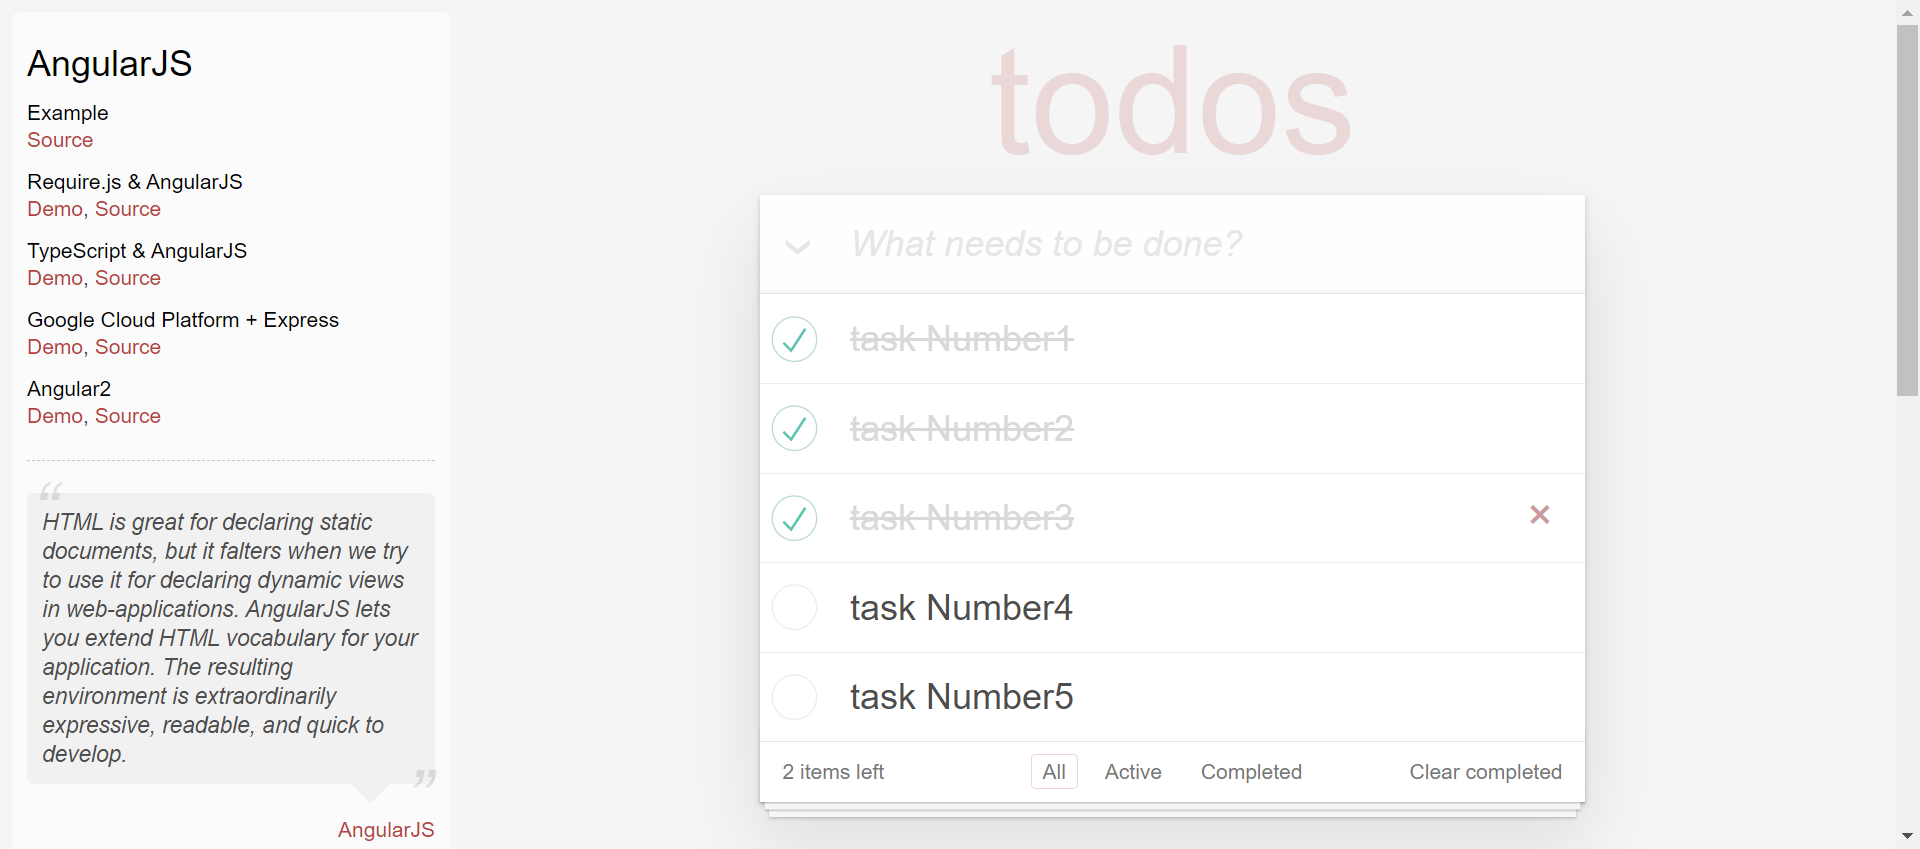 AngularJS
Example
Source
Require.js & AngularJS
Demo, Source
TypeScript & AngularJS
Demo, Source
Google Cloud Platform + Express
Demo, Source
Angular2
Demo, Source
“
HTML is great for declaring static
documents, but it falters when we try
to use it for declaring dynamic views
in web-applications. AngularJS lets
you extend HTML vocabulary for your
application. The resulting
environment is extraordinarily
expressive, readable, and quick to
develop.
”
AngularJS
todos
What needs to be done?
task Number1
task Number2
task Number3 ×
task Number4
task Number5
2 items left All Active Completed Clear completed